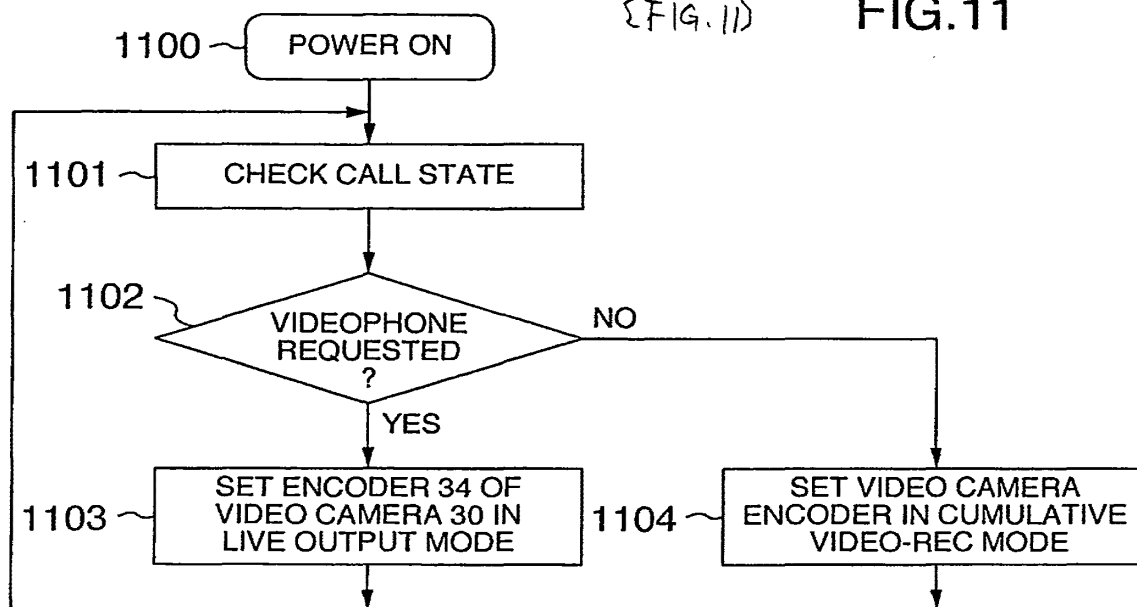 {FIG.11}
FIG.11
1100
POWER ON
1101
CHECK CALL STATE
1102
VIDEOPHONE
REQUESTED
?
NO
YES
1103
SET ENCODER 34 OF
VIDEO CAMERA 30 IN
LIVE OUTPUT MODE
1104
SET VIDEO CAMERA
ENCODER IN CUMULATIVE
VIDEO-REC MODE